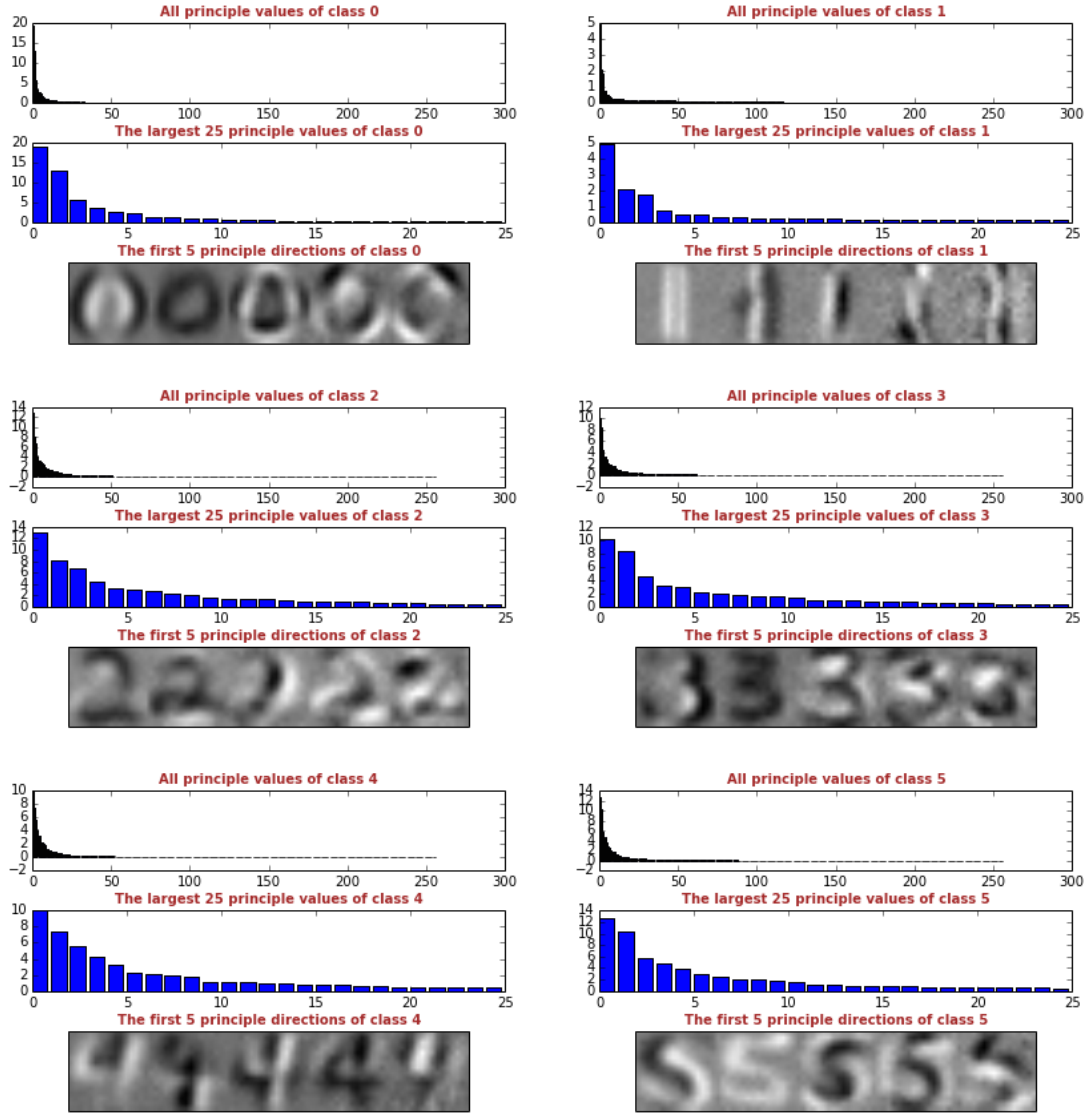 All principle values of class 0
20
15
10
5
0
0 50 100 150 200 250 300
The largest 25 principle values of class 0
20
15
10
5
0
0 5 10 15 20 25
The first 5 principle directions of class 0
All principle values of class 1
5
4
3
2
1
0
0 50 100 150 200 250 300
The largest 25 principle values of class 1
5
4
3
2
1
0
0 5 10 15 20 25
The first 5 principle directions of class 1
All principle values of class 2
14
12
10
8
6
4
2
0
−2
0 50 100 150 200 250 300
The largest 25 principle values of class 2
14
12
10
8
6
4
2
0
0 5 10 15 20 25
The first 5 principle directions of class 2
All principle values of class 3
12
10
8
6
4
2
0
−2
0 50 100 150 200 250 300
The largest 25 principle values of class 3
12
10
8
6
4
2
0
0 5 10 15 20 25
The first 5 principle directions of class 3
All principle values of class 4
10
8
6
4
2
0
−2
0 50 100 150 200 250 300
The largest 25 principle values of class 4
10
8
6
4
2
0
0 5 10 15 20 25
The first 5 principle directions of class 4
All principle values of class 5
14
12
10
8
6
4
2
0
−2
0 50 100 150 200 250 300
The largest 25 principle values of class 5
14
12
10
8
6
4
2
0
0 5 10 15 20 25
The first 5 principle directions of class 5